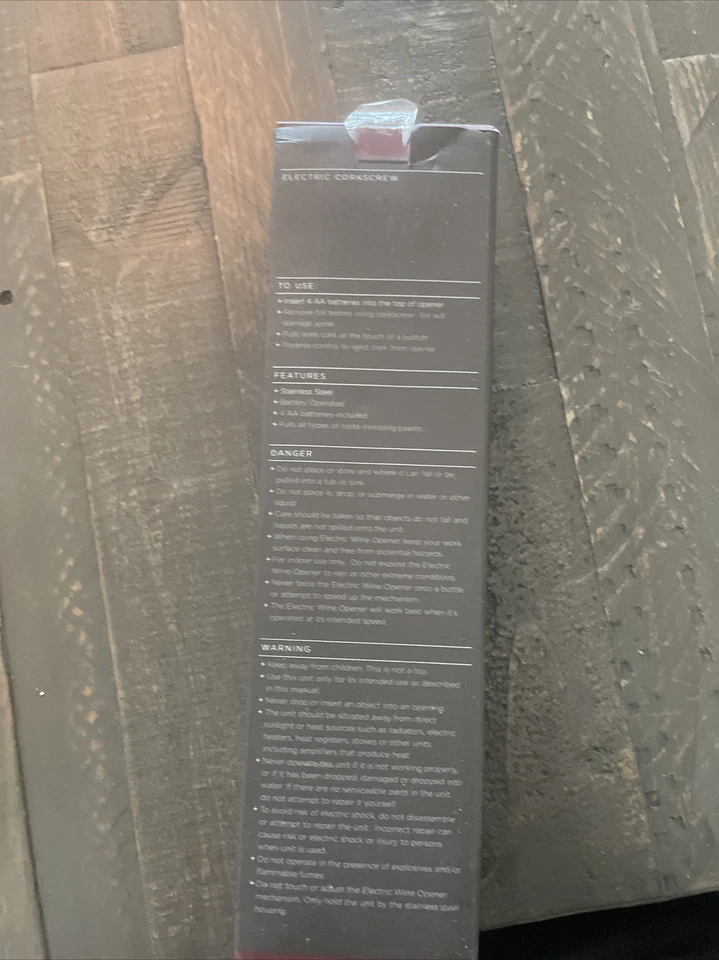 ELECTRIC CORKSCREW
TO USE:
+ Insert 4 AA batteries into the top of opener
+ Remove foil before using corkscrew- foil will
damage spiral
+ Pulls wine cork at the touch of a button
+ Reverse control to eject cork from opener
FEATURES
+ Stainless Steel
+ Battery Operated
+ 4 AA batteries included.
+ Pulls all types of corks including plastic.
DANGER
+ Do not place or store unit where it can fall or be
pulled into a tub or sink.
+ Do not place in, drop, or submerge in water or other
liquid.
+ Care should be taken so that objects do not fall and
liquids are not spilled onto the unit.
+ When using Electric Wine Opener, keep your work
surface clean and free from potential hazards.
+ For indoor use only. Do not expose the Electric
Wine Opener to rain or other extreme conditions.
+ Never force the Electric Wine Opener onto a bottle
or attempt to speed up the mechanism.
+ The Electric Wine Opener will work best when it's
operated at its intended speed.
WARNING
+ Keep away from children. This is not a toy.
+ Use this unit only for its intended use as described
in this manual.
+ Never drop or insert an object into an opening.
+ The unit should be situated away from direct
sunlight or heat sources such as radiators, electric
heaters, heat registers, stoves or other units
including amplifiers that produce heat.
+ Never operate this unit if it is not working properly,
or if it has been dropped, damaged or dropped into
water. If there are no serviceable parts in the unit,
do not attempt to repair it yourself.
+ To avoid risk of electric shock, do not disassemble
or attempt to repair the unit. Incorrect repair can
cause risk or electric shock or injury to persons
when unit is used.
+ Do not operate in the presence of explosives and/or
flammable fumes.
+ Do not touch or adjust the Electric Wine Opener
mechanism. Only hold the unit by the stainless steel
housing.